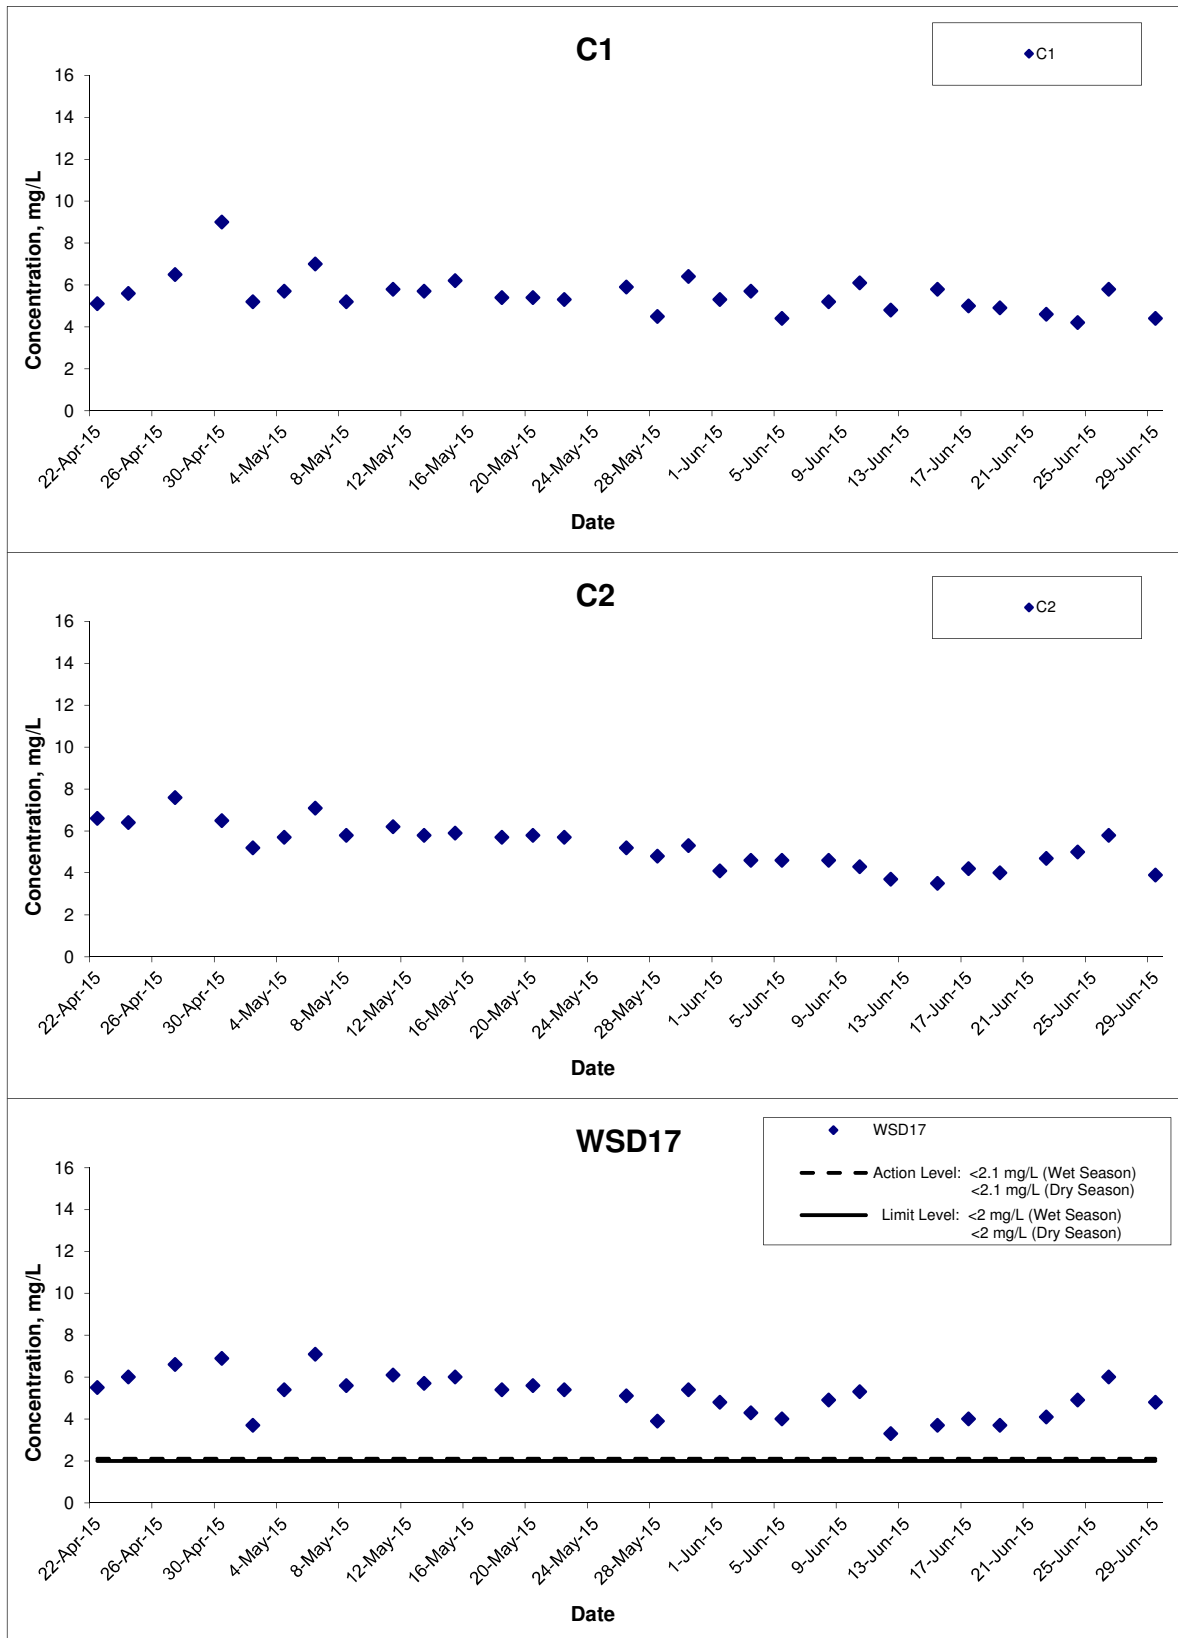 C1
C1
16
14
12
10
8
6
4
2
0
Concentration, mg/L
22-Apr-15
26-Apr-15
30-Apr-15
4-May-15
8-May-15
12-May-15
16-May-15
20-May-15
24-May-15
28-May-15
1-Jun-15
5-Jun-15
9-Jun-15
13-Jun-15
17-Jun-15
21-Jun-15
25-Jun-15
29-Jun-15
Date
C2
C2
16
14
12
10
8
6
4
2
0
Concentration, mg/L
22-Apr-15
26-Apr-15
30-Apr-15
4-May-15
8-May-15
12-May-15
16-May-15
20-May-15
24-May-15
28-May-15
1-Jun-15
5-Jun-15
9-Jun-15
13-Jun-15
17-Jun-15
21-Jun-15
25-Jun-15
29-Jun-15
Date
WSD17
WSD17
Action Level: <2.1 mg/L (Wet Season)
<2.1 mg/L (Dry Season)
Limit Level: <2 mg/L (Wet Season)
<2 mg/L (Dry Season)
16
14
12
10
8
6
4
2
0
Concentration, mg/L
22-Apr-15
26-Apr-15
30-Apr-15
4-May-15
8-May-15
12-May-15
16-May-15
20-May-15
24-May-15
28-May-15
1-Jun-15
5-Jun-15
9-Jun-15
13-Jun-15
17-Jun-15
21-Jun-15
25-Jun-15
29-Jun-15
Date